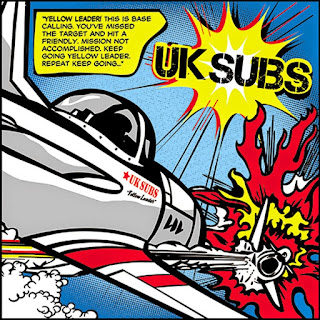 "YELLOW LEADER! THIS IS BASE
CALLING. YOU'VE MISSED
THE TARGET AND HIT A
FRIENDLY. MISSION NOT
ACCOMPLISHED. KEEP
GOING YELLOW LEADER.
REPEAT KEEP GOING..."
UK SUBS
★UK SUBS
"Yellow Leader"